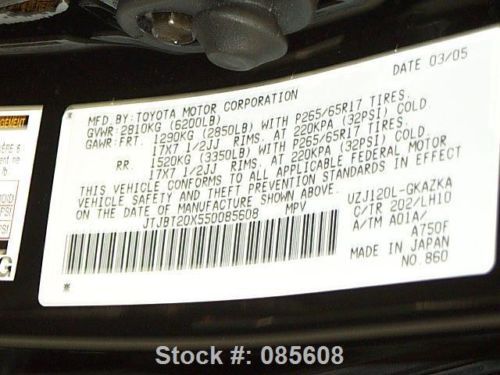 DATE 03/05
MFD. BY: TOYOTA MOTOR CORPORATION
GVWR: 2810KG (6200LB)
GAWR: FRT. 1290KG (2850LB) WITH P265/65R17 TIRES.
17X7 1/2JJ RIMS. AT 220KPA (32PSI) COLD
RR 1520KG (3350LB) WITH P265/65R17 TIRES.
17X7 1/2JJ RIMS. AT 220KPA (32PSI) COLD
THIS VEHICLE CONFORMS TO ALL APPLICABLE FEDERAL MOTOR
VEHICLE SAFETY AND THEFT PREVENTION STANDARDS IN EFFECT
ON THE DATE OF MANUFACTURE SHOWN ABOVE.
JTJBT20X550085608 MPV
UZJ120L-GKAZKA
C/TR 202/LH10
A/TM A01A/
A750F
MADE IN JAPAN
NO.860
Stock #: 085608